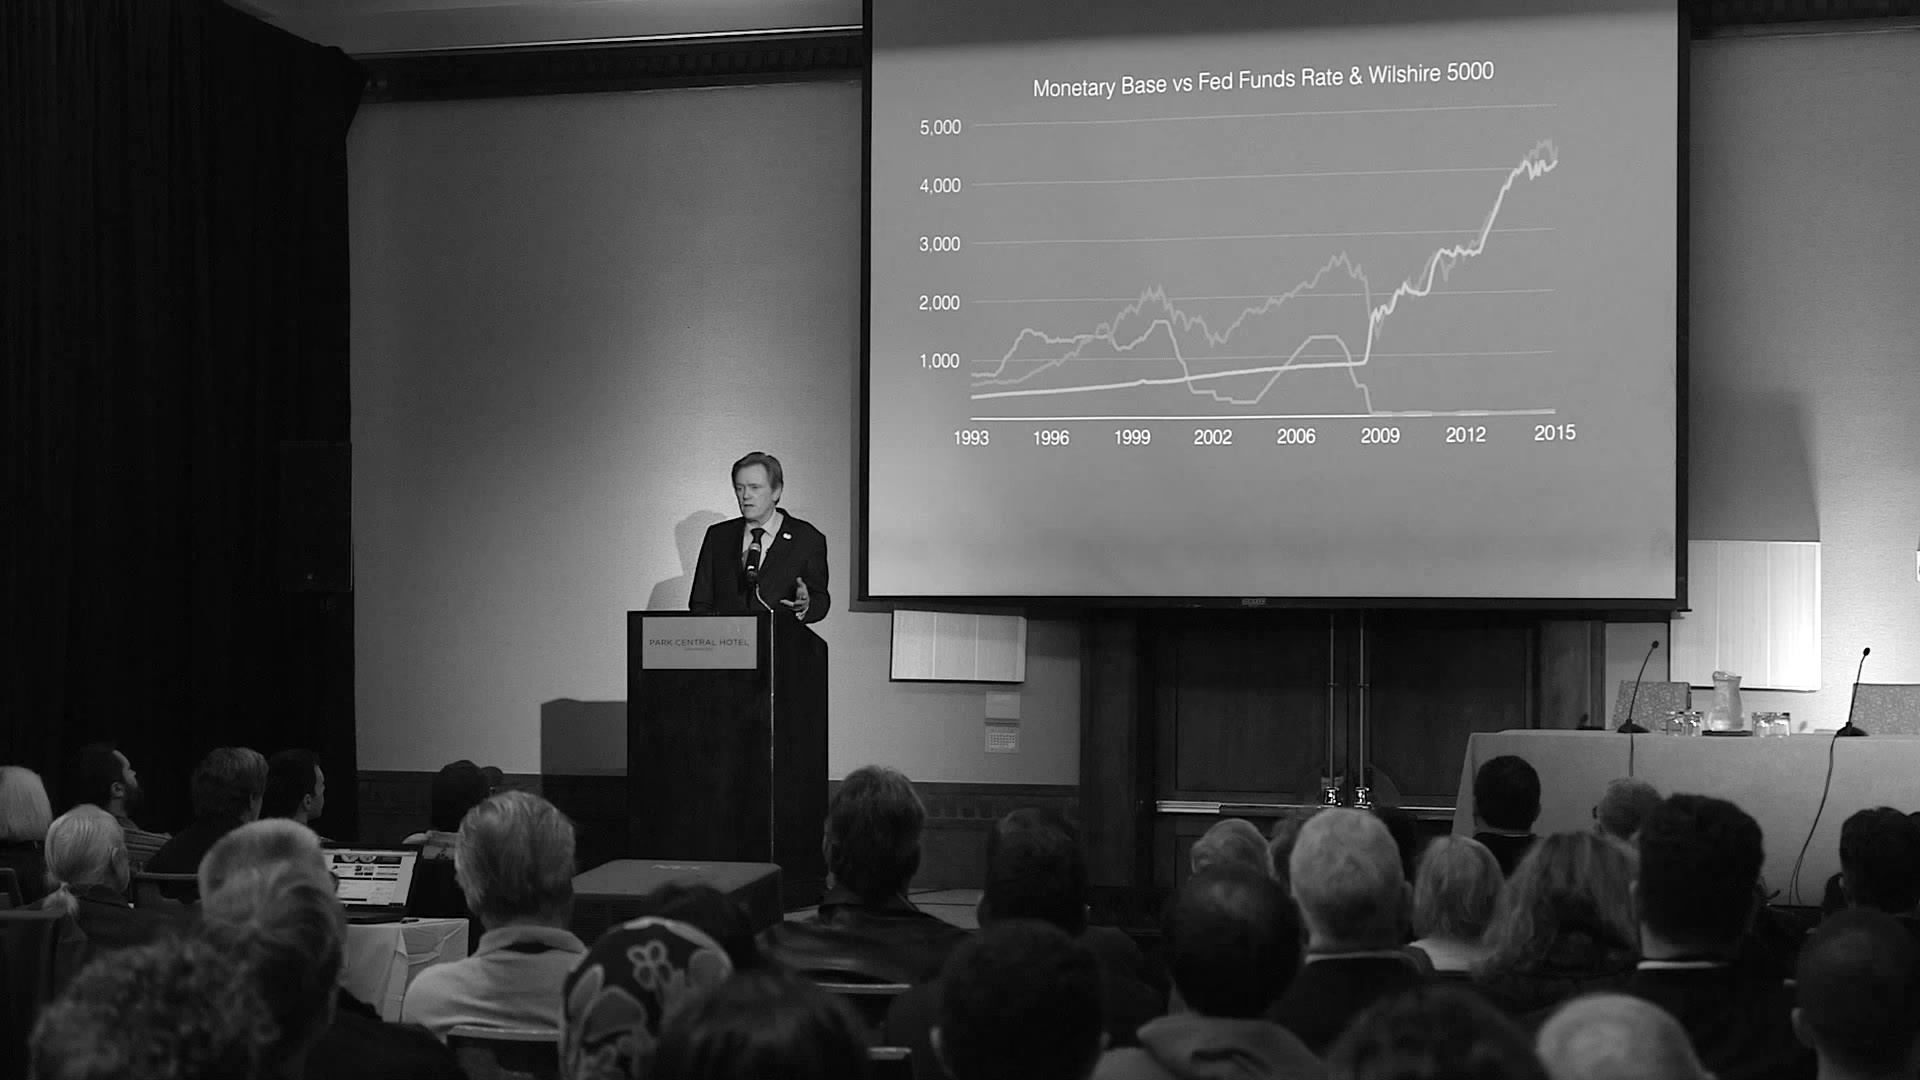 Monetary Base vs Fed Funds Rate & Wilshire 5000
5,000
4,000
3,000
2,000
1,000
1993 1996 1999 2002 2006 2009 2012 2015
PARK CENTRAL HOTEL